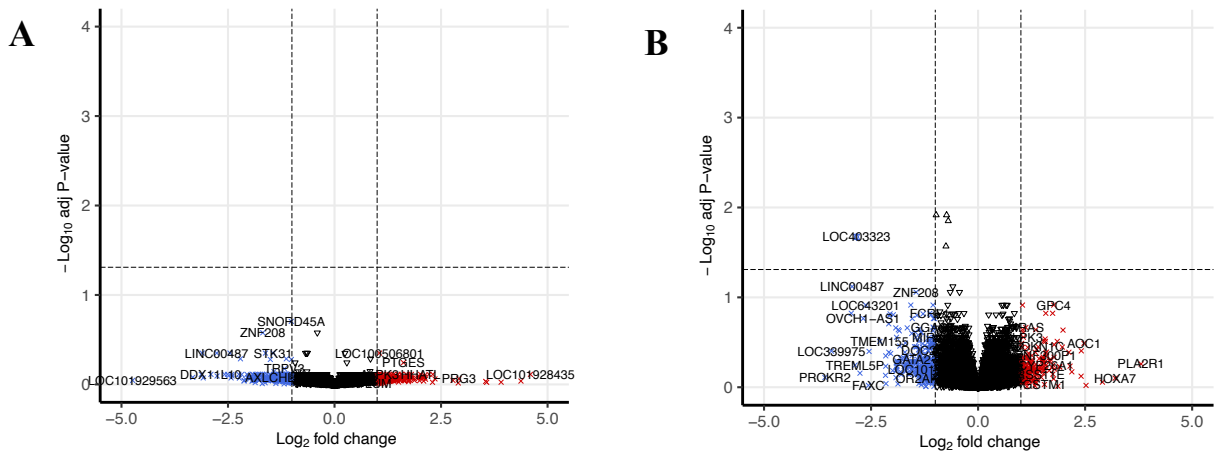 A
B
4
3
2
1
0
− Log10 adj P−value
SNORD45A
ZNF208
LINC00487
STK31
LOC100506801
TRPV3
PTGES
DDX11L10
AXL
PRG3
LOC101928435
LOC101929563
−5.0
−2.5
0.0
2.5
5.0
Log2 fold change
4
3
2
1
0
− Log10 adj P−value
LOC403323
LINC00487
ZNF208
LOC643201
GPC4
OVCH1−AS1
TMEM155
AOC1
LOC339975
TREML5P
PLA2R1
PROKR2
OR2A
HOXA7
FAXC
GSTM1
−5.0
−2.5
0.0
2.5
5.0
Log2 fold change